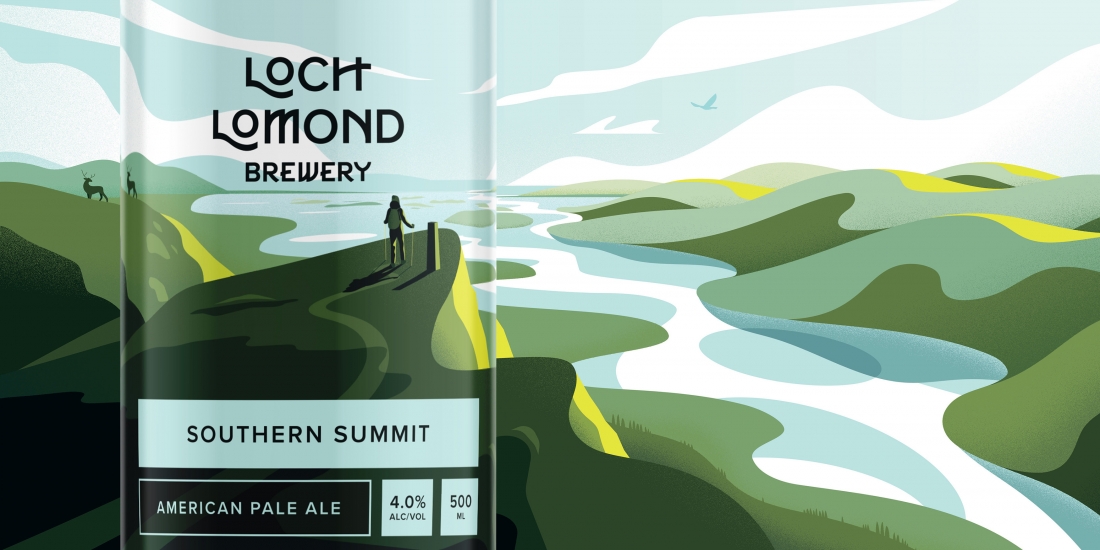 LOCH
LOMOND
BREWERY
SOUTHERN SUMMIT
AMERICAN PALE ALE
4.0%
ALC/VOL
500
ML